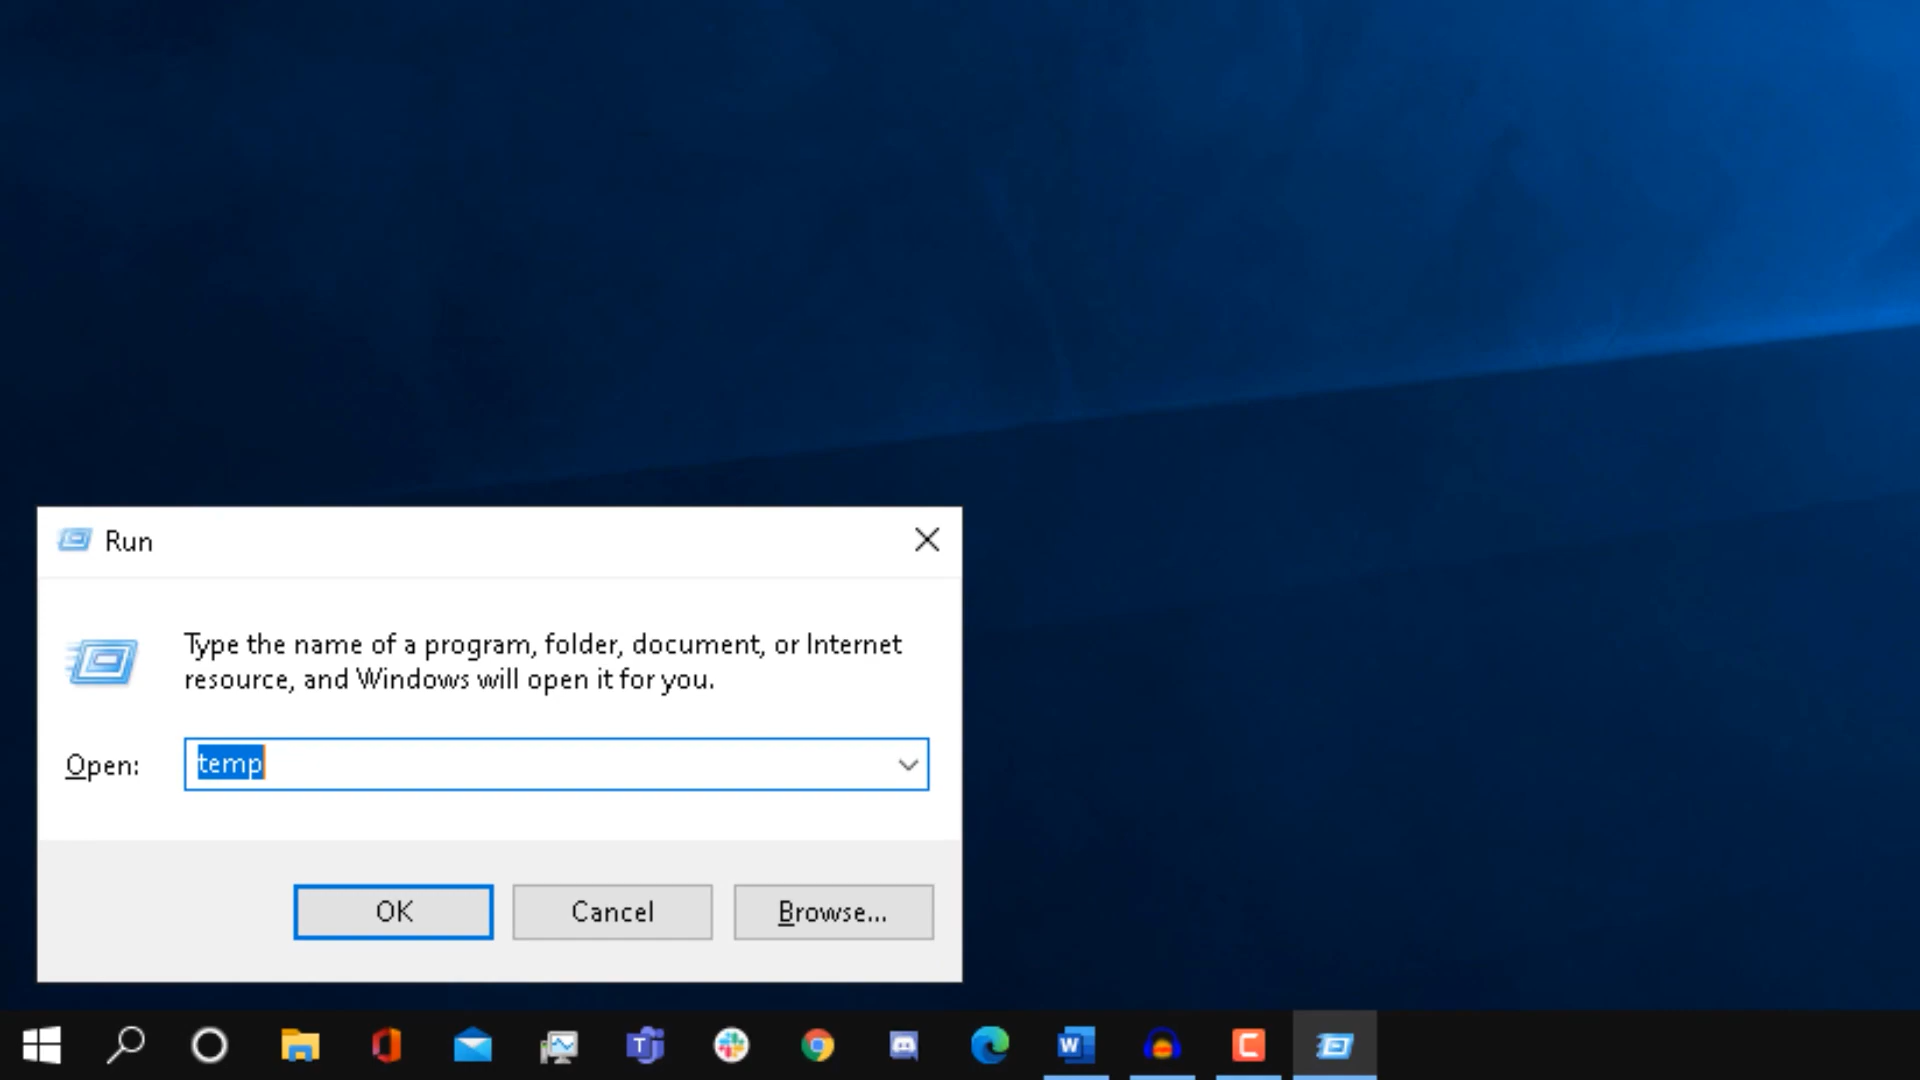 Run
Type the name of a program, folder, document, or Internet
resource, and Windows will open it for you.
Open:
temp
OK
Cancel
Browse...
T
W
C